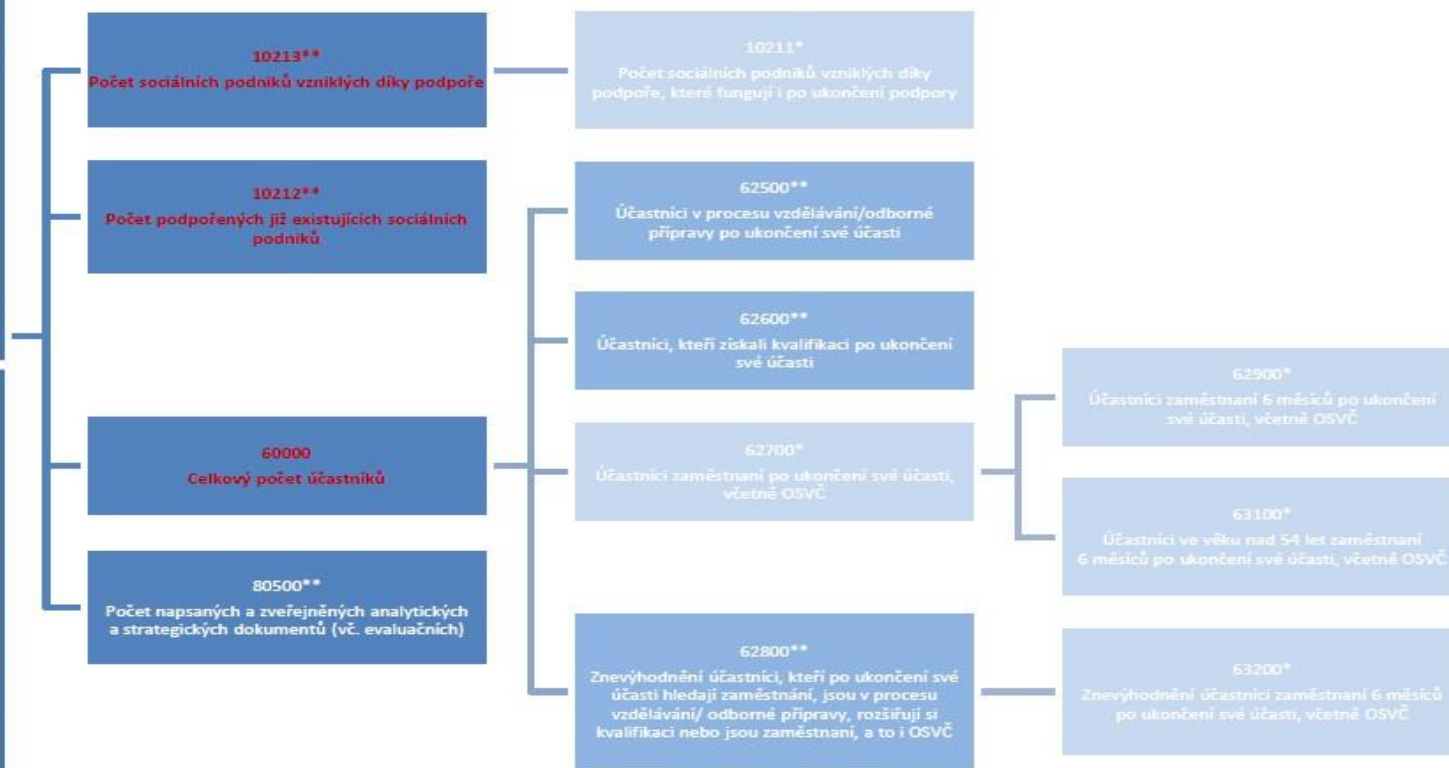 10213**
Počet sociálních podniků vzniklých díky podpoře
10211*
Počet sociálních podniků vzniklých díky
podpoře, které fungují i po ukončení podpory
10212**
Počet podpořených již existujících sociálních
podniků
62500**
Účastníci v procesu vzdělávání/odborné
přípravy po ukončení své účasti
62600**
Účastníci, kteří získali kvalifikaci po ukončení
své účasti
60000
Celkový počet účastníků
62700*
Účastníci zaměstnaní po ukončení své účasti,
včetně OSVČ
62900*
Účastníci zaměstnaní 6 měsíců po ukončení
své účasti, včetně OSVČ
63100*
Účastníci ve věku nad 54 let zaměstnaní
6 měsíců po ukončení své účasti, včetně OSVČ
80500**
Počet napsaných a zveřejněných analytických
a strategických dokumentů (vč. evaluačních)
62800**
Znevýhodnění účastníci, kteří po ukončení své
účasti hledají zaměstnání, jsou v procesu
vzdělávání/ odborné přípravy, rozšiřují si
kvalifikaci nebo jsou zaměstnaní, a to i OSVČ
63200*
Znevýhodnění účastníci zaměstnaní 6 měsíců
po ukončení své účasti, včetně OSVČ